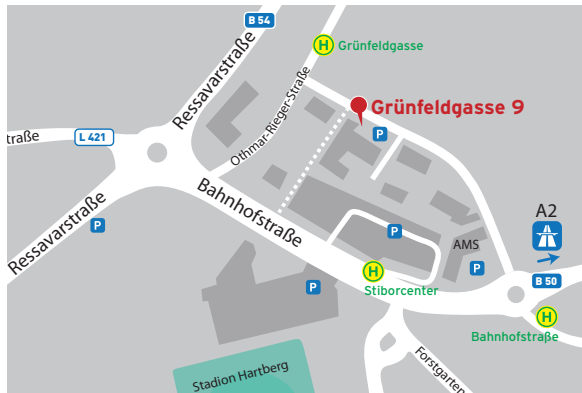 B 54
H Grünfeldgasse
Ressavarstraße
Othmar-Rieger-Straße
Grünfeldgasse 9
P
L 421
traße
Bahnhofstraße
A2
Ressavarstraße
P
P
AMS
P
H
Stiborcenter
P
B 50
H
Bahnhofstraße
Forstgarten
Stadion Hartberg